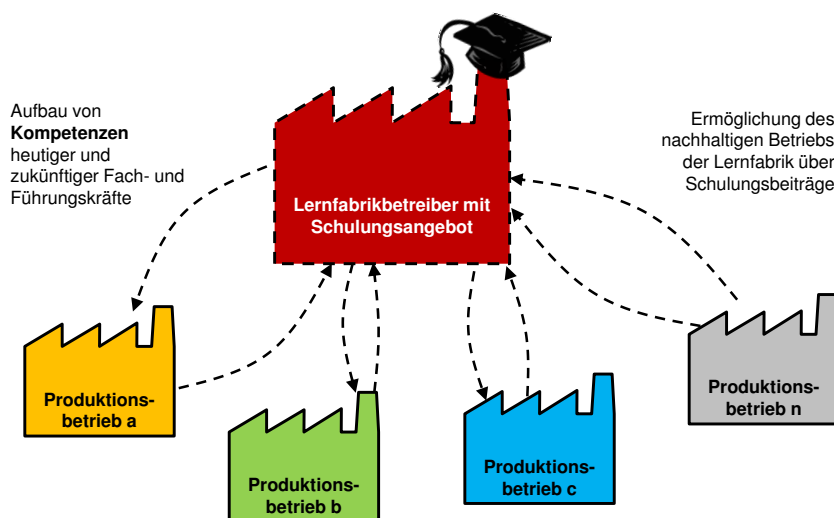 Aufbau von
Kompetenzen
heutiger und
zukünftiger Fach- und
Führungskräfte
Ermöglichung des
nachhaltigen Betriebs
der Lernfabrik über
Schulungsbeiträge
Lernfabrikbetreiber mit
Schulungsangebot
Produktions-
betrieb a
Produktions-
betrieb b
Produktions-
betrieb c
Produktions-
betrieb n